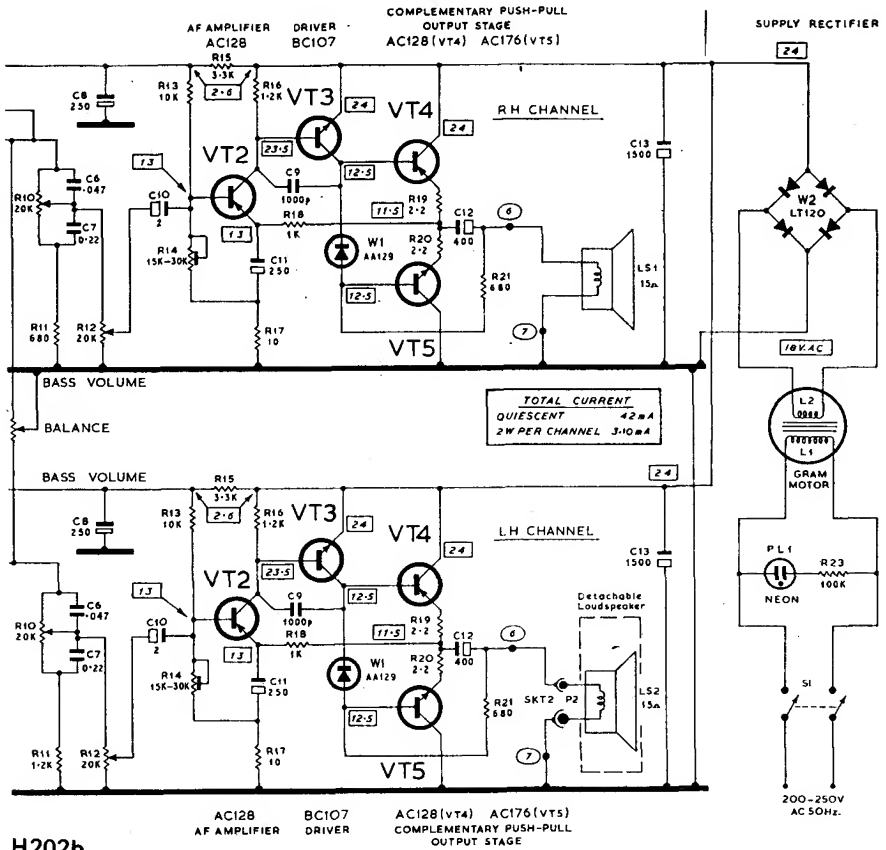 COMPLEMENTARY PUSH-PULL
OUTPUT STAGE
AF AMPLIFIER
DRIVER
AC128
BC107
AC128(VT4) AC176(VT5)
SUPPLY RECTIFIER
R15
3·3K
24
C8
250
R13
10K
2·6
R16
1·2K
VT3
24
VT4
24
RH CHANNEL
C13
1500
13
VT2
23·5
12·5
C9
1000p
R10
20K
C6
·047
C7
0·22
C10
2
R19
2·2
W2
LT120
R18
1K
11·5
C12
400
6
13
R14
15K-30K
C11
250
W1
AA129
R20
2·2
LS1
15Ω
12·5
R21
680
R11
680
R12
20K
R17
10
VT5
7
18V.AC
BASS VOLUME
TOTAL CURRENT
QUIESCENT 42mA
2W PER CHANNEL 310mA
L2
L1
GRAM
MOTOR
BALANCE
BASS VOLUME
R15
3·3K
24
C8
250
R13
10K
2·6
R16
1·2K
VT3
24
VT4
24
LH CHANNEL
C13
1500
PL1
NEON
R23
100K
13
VT2
23·5
12·5
C9
1000p
Detachable
Loudspeaker
R10
20K
C6
·047
C7
0·22
C10
2
R19
2·2
R18
1K
11·5
C12
400
6
13
R14
15K-30K
C11
250
W1
AA129
R20
2·2
SKT2 P2
LS2
15Ω
S1
12·5
R21
680
R11
1·2K
R12
20K
R17
10
VT5
7
200-250V
AC 50Hz.
AC128
BC107
AC128(VT4) AC176(VT5)
AF AMPLIFIER
DRIVER
COMPLEMENTARY PUSH-PULL
OUTPUT STAGE
H202b